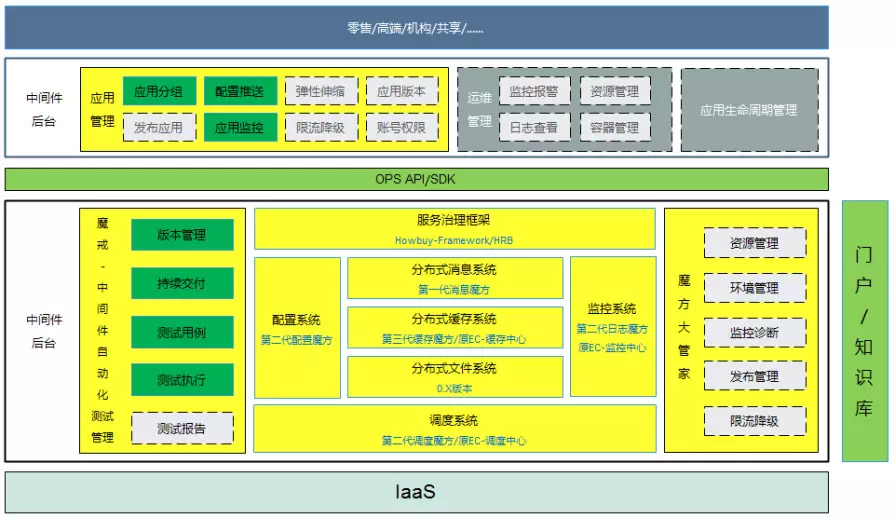 零售/高端/机构/共享/......
中间件
后台
应用
管理
应用分组
配置推送
弹性伸缩
应用版本
发布应用
应用监控
限流降级
账号权限
运维
管理
监控报警
资源管理
日志查看
容器管理
应用生命周期管理
OPS API/SDK
中间件
后台
魔
戒
-
中
间
件
自
动
化
测试
管理
版本管理
持续交付
测试用例
测试执行
测试报告
服务治理框架
Howbuy-Framework/HRB
配置系统
第二代配置魔方
分布式消息系统
第一代消息魔方
分布式缓存系统
第三代缓存魔方/原EC-缓存中心
分布式文件系统
0.X版本
监控系统
第二代日志魔方
原EC-监控中心
调度系统
第二代调度魔方/原EC-调度中心
魔
方
大
管
家
资源管理
环境管理
监控诊断
发布管理
限流降级
门
户
/
知
识
库
IaaS